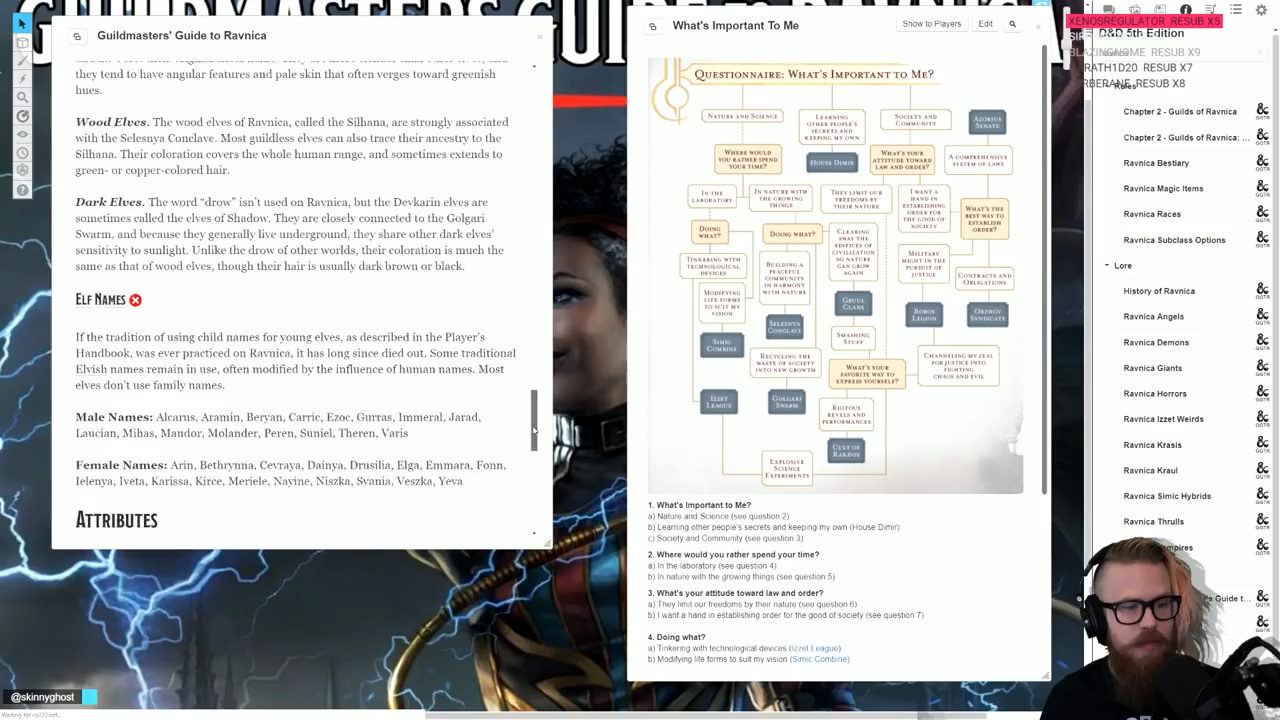 GUILDMASTERS' GUIDE TO RAVNICA
Guildmasters' Guide to Ravnica
they tend to have angular features and pale skin that often verges toward greenish
hues.
Wood Elves. The wood elves of Ravnica, called the Silhana, are strongly associated
with the Selesnya Conclave. Most guildless elves can also trace their ancestry to the
Silhana. Their coloration covers the whole human range, and sometimes extends to
green- or copper-colored hair.
Dark Elves. The word “drow” isn't used on Ravnica, but the Devkarin elves are
sometimes called the elves of Shadow. They are closely connected to the Golgari
Swarm, and because they generally live underground, they share other dark elves'
sensitivity to sunlight. Unlike the drow of other worlds, their coloration is much the
same as that of wood elves, though their hair is usually dark brown or black.
ELF NAMES
If the tradition of using child names for young elves, as described in the Player's
Handbook, was ever practiced on Ravnica, it has long since died out. Some traditional
Elvish names remain in use, often modified by the influence of human names. Most
elves don't use family names.
Male Names: Alcarus, Aramin, Beryan, Carric, Ezoc, Gurras, Immeral, Jarad,
Laucian, Mihas, Maudor, Molander, Peren, Suniel, Theren, Varis
Female Names: Arin, Bethrynna, Cevraya, Dainya, Drusilia, Elga, Emmara, Fonn,
Iveta, Karissa, Kirce, Meriele, Nayine, Niszka, Svania, Veszka, Yeva
ATTRIBUTES
@skinnyghost
Waiting for roll20.net...
What's Important To Me
Show to Players
Edit
QUESTIONNAIRE: WHAT'S IMPORTANT TO ME?
NATURE AND SCIENCE
LEARNING
OTHER PEOPLE'S
SECRETS AND
KEEPING MY OWN
SOCIETY AND
COMMUNITY
AZORIUS
SENATE
WHERE WOULD
YOU RATHER SPEND
YOUR TIME?
HOUSE DIMIR
WHAT'S YOUR
ATTITUDE TOWARD
LAW AND ORDER?
A COMPREHENSIVE
SYSTEM OF LAWS
IN THE
LABORATORY
IN NATURE WITH
THE GROWING
THINGS
THEY LIMIT OUR
FREEDOMS BY
THEIR NATURE
I WANT A
HAND IN
ESTABLISHING
ORDER FOR
THE GOOD OF
SOCIETY
WHAT'S THE
BEST WAY TO
ESTABLISH
ORDER?
DOING
WHAT?
DOING WHAT?
CLEARING
AWAY THE
EDIFICES OF
CIVILIZATION
SO NATURE
CAN GROW
AGAIN
TINKERING WITH
TECHNOLOGICAL
DEVICES
BUILDING A
PEACEFUL
COMMUNITY
IN HARMONY
WITH NATURE
MILITARY
MIGHT IN THE
PURSUIT OF
JUSTICE
CONTRACTS AND
OBLIGATIONS
MODIFYING
LIFE FORMS
TO SUIT MY
VISION
GRUUL
CLANS
BOROS
LEGION
ORZHOV
SYNDICATE
SELESNYA
CONCLAVE
SIMIC
COMBINE
SMASHING
STUFF
RECYCLING THE
WASTE OF SOCIETY
INTO NEW GROWTH
WHAT'S YOUR
FAVORITE WAY TO
EXPRESS YOURSELF?
CHANNELING MY ZEAL
FOR JUSTICE INTO
FIGHTING
CHAOS AND EVIL
IZZET
LEAGUE
GOLGARI
SWARM
RIOTOUS
REVELS AND
PERFORMANCES
CULT OF
RAKDOS
EXPLOSIVE
SCIENCE
EXPERIMENTS
1. What's Important to Me?
a) Nature and Science (see question 2)
b) Learning other people's secrets and keeping my own (House Dimir)
c) Society and Community (see question 3)
2. Where would you rather spend your time?
a) In the laboratory (see question 4)
b) In nature with the growing things (see question 5)
3. What's your attitude toward law and order?
a) They limit our freedoms by their nature (see question 6)
b) I want a hand in establishing order for the good of society (see question 7)
4. Doing what?
a) Tinkering with technological devices (Izzet League)
b) Modifying life forms to suit my vision (Simic Combine)
XENOSREGULATOR RESUB X5
D&D 5th Edition
BLAZINGN9ME RESUB X9
RATH1D20 RESUB X7
RESUB X8
Rules
Chapter 2 - Guilds of Ravnica
Chapter 2 - Guilds of Ravnica: ...
Ravnica Bestiary
Ravnica Magic Items
Ravnica Races
Ravnica Subclass Options
Lore
History of Ravnica
Ravnica Angels
Ravnica Demons
Ravnica Giants
Ravnica Horrors
Ravnica Izzet Weirds
Ravnica Krasis
Ravnica Kraul
Ravnica Simic Hybrids
Ravnica Thrulls